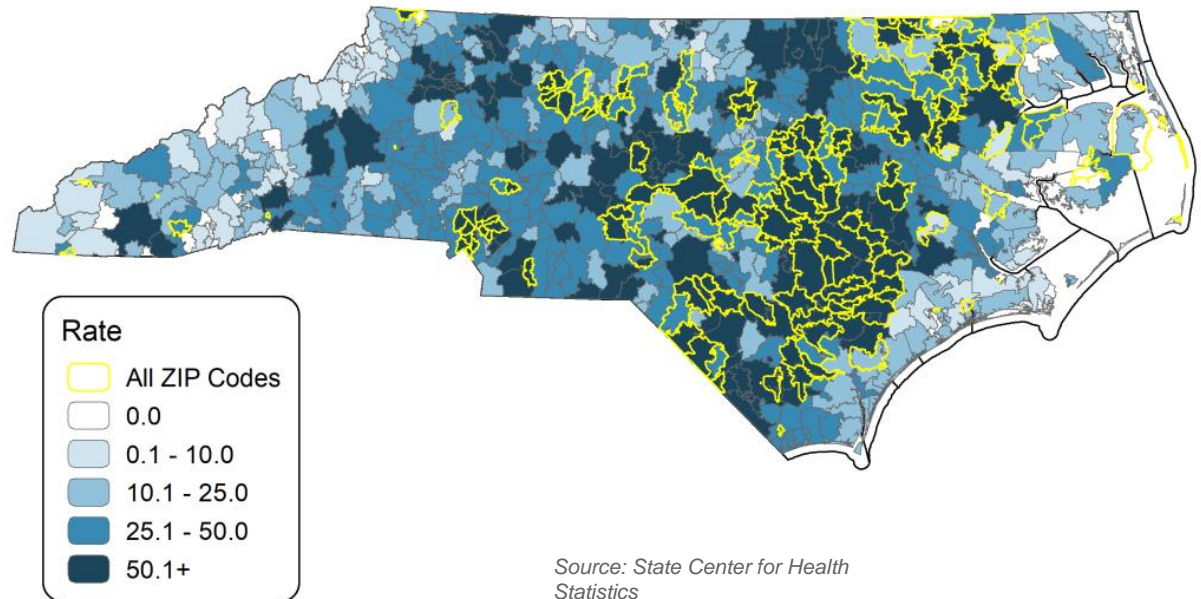 Rate
All ZIP Codes
0.0
0.1 - 10.0
10.1 - 25.0
25.1 - 50.0
50.1+
Source: State Center for Health
Statistics